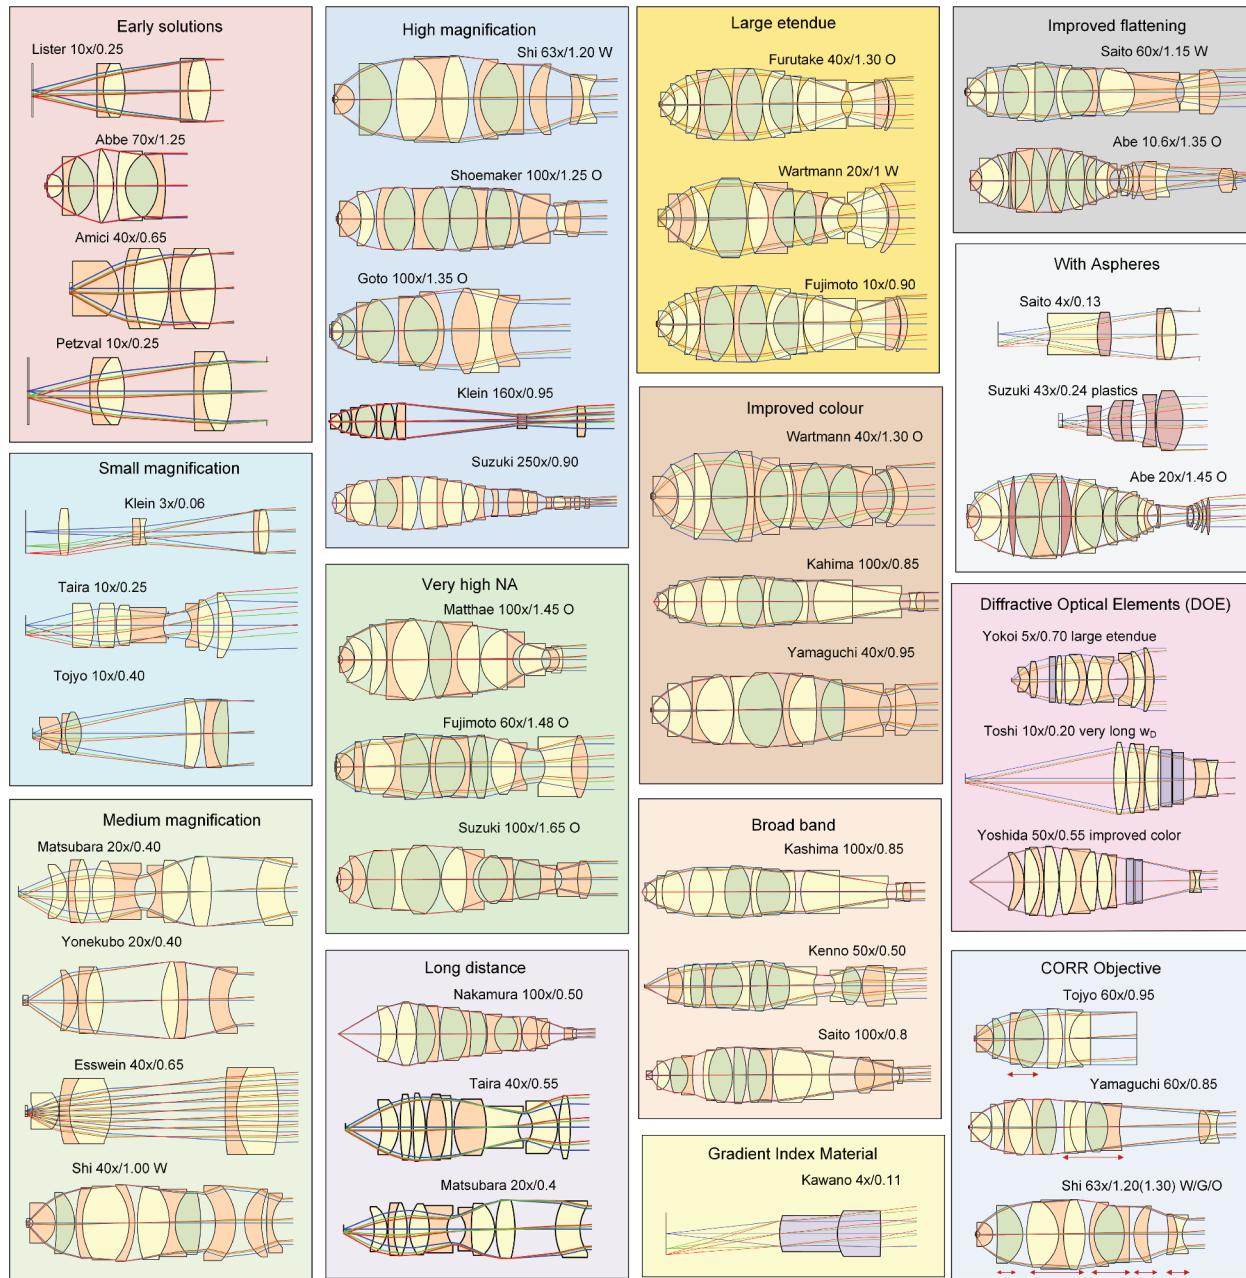 Early solutions
Lister 10x/0.25
Abbe 70x/1.25
Amici 40x/0.65
Petzval 10x/0.25
Small magnification
Klein 3x/0.06
Taira 10x/0.25
Tojyo 10x/0.40
Medium magnification
Matsubara 20x/0.40
Yonekubo 20x/0.40
Esswein 40x/0.65
Shi 40x/1.00 W
High magnification
Shi 63x/1.20 W
Shoemaker 100x/1.25 O
Goto 100x/1.35 O
Klein 160x/0.95
Suzuki 250x/0.90
Very high NA
Matthae 100x/1.45 O
Fujimoto 60x/1.48 O
Suzuki 100x/1.65 O
Long distance
Nakamura 100x/0.50
Taira 40x/0.55
Matsubara 20x/0.4
Large etendue
Furutake 40x/1.30 O
Wartmann 20x/1 W
Fujimoto 10x/0.90
Improved colour
Wartmann 40x/1.30 O
Kahima 100x/0.85
Yamaguchi 40x/0.95
Broad band
Kashima 100x/0.85
Kenno 50x/0.50
Saito 100x/0.8
Gradient Index Material
Kawano 4x/0.11
Improved flattening
Saito 60x/1.15 W
Abe 10.6x/1.35 O
With Aspheres
Saito 4x/0.13
Suzuki 43x/0.24 plastics
Abe 20x/1.45 O
Diffractive Optical Elements (DOE)
Yokoi 5x/0.70 large etendue
Toshi 10x/0.20 very long wD
Yoshida 50x/0.55 improved color
CORR Objective
Tojyo 60x/0.95
Yamaguchi 60x/0.85
Shi 63x/1.20(1.30) W/G/O